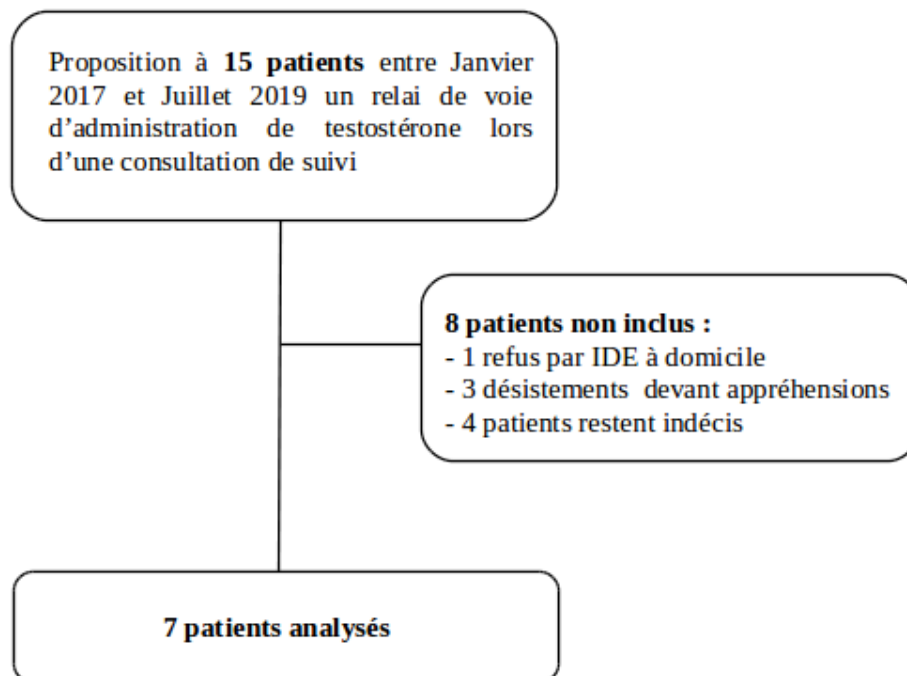 Proposition à 15 patients entre Janvier
2017 et Juillet 2019 un relai de voie
d'administration de testostérone lors
d'une consultation de suivi
8 patients non inclus :
- 1 refus par IDE à domicile
- 3 désistements devant appréhensions
- 4 patients restent indécis
7 patients analysés